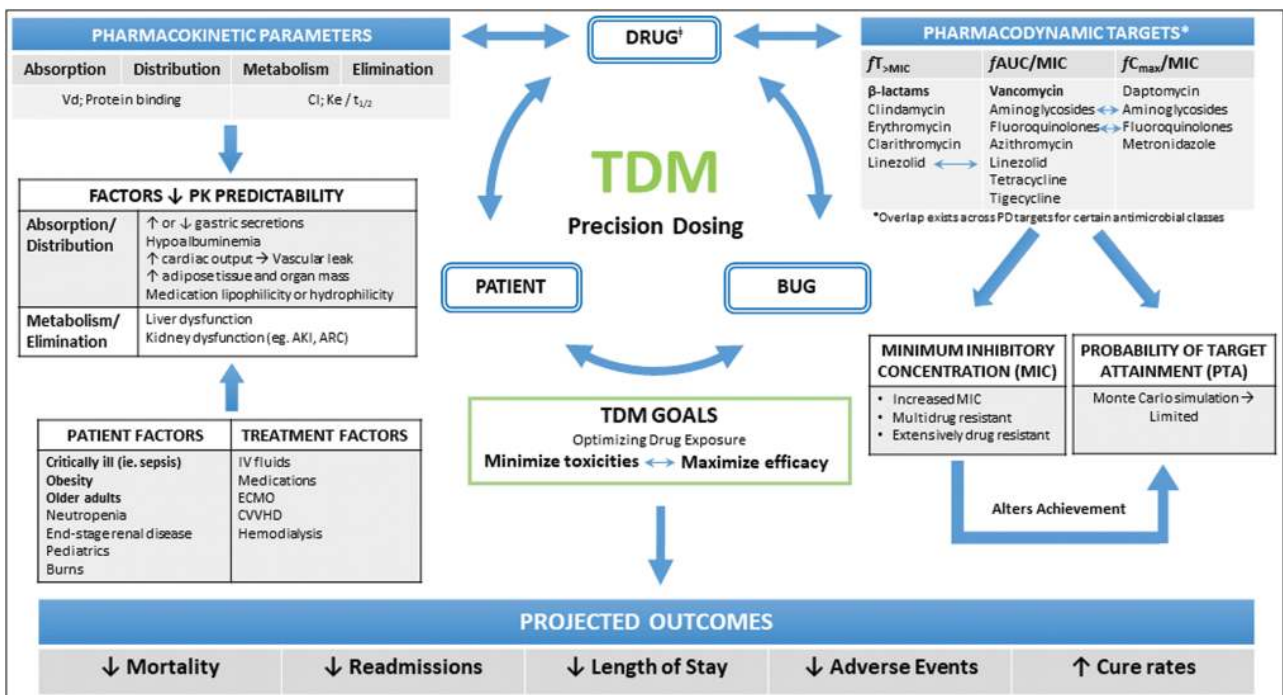 PHARMACOKINETIC PARAMETERS
Absorption Distribution Metabolism Elimination
Vd; Protein binding Cl; Ke / t1/2
DRUG‡
PHARMACODYNAMIC TARGETS*
fT>MIC fAUC/MIC fCmax/MIC
β-lactams Vancomycin Daptomycin
Clindamycin Aminoglycosides ↔ Aminoglycosides
Erythromycin Fluoroquinolones ↔ Fluoroquinolones
Clarithromycin Azithromycin Metronidazole
Linezolid ↔ Linezolid
Tetracycline
Tigecycline
*Overlap exists across PD targets for certain antimicrobial classes
TDM
Precision Dosing
PATIENT
BUG
FACTORS ↓ PK PREDICTABILITY
Absorption/
Distribution
↑ or ↓ gastric secretions
Hypoalbuminemia
↑ cardiac output → Vascular leak
↑ adipose tissue and organ mass
Medication lipophilicity or hydrophilicity
Metabolism/
Elimination
Liver dysfunction
Kidney dysfunction (eg. AKI, ARC)
PATIENT FACTORS
Critically ill (ie. sepsis)
Obesity
Older adults
Neutropenia
End-stage renal disease
Pediatrics
Burns
TREATMENT FACTORS
IV fluids
Medications
ECMO
CVVHD
Hemodialysis
TDM GOALS
Optimizing Drug Exposure
Minimize toxicities ↔ Maximize efficacy
MINIMUM INHIBITORY
CONCENTRATION (MIC)
• Increased MIC
• Multidrug resistant
• Extensively drug resistant
PROBABILITY OF TARGET
ATTAINMENT (PTA)
Monte Carlo simulation →
Limited
Alters Achievement
PROJECTED OUTCOMES
↓ Mortality ↓ Readmissions ↓ Length of Stay ↓ Adverse Events ↑ Cure rates